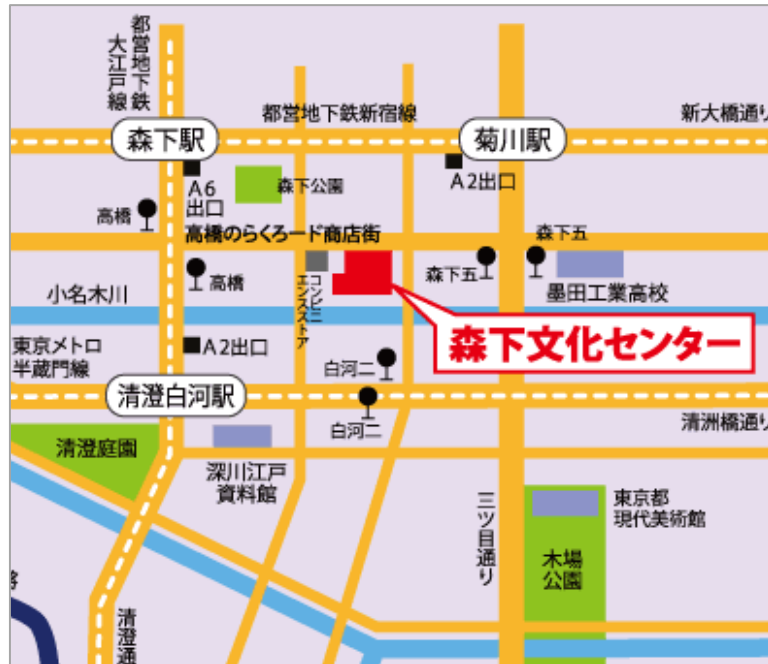 都営地下鉄
大江戸線
都営地下鉄新宿線
新大橋通り
森下駅
菊川駅
A6
出口
森下公園
A2出口
高橋
高橋のらくろード商店街
森下五
高橋
コンビニ
エンスストア
森下五
墨田工業高校
小名木川
森下文化センター
東京メトロ
半蔵門線
A2出口
白河二
清澄白河駅
白河二
清洲橋通り
清澄庭園
深川江戸
資料館
三ツ目通り
東京都
現代美術館
木場
公園
清澄通